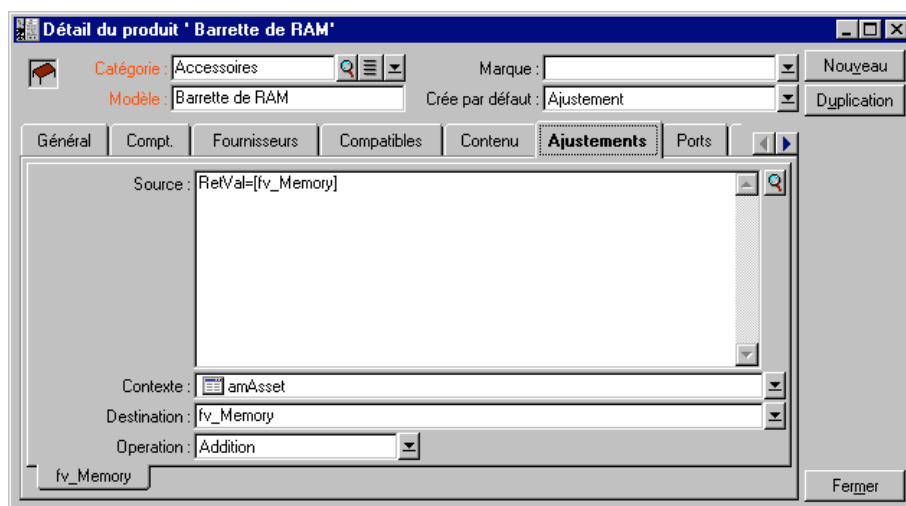 Détail du produit ' Barrette de RAM'
Catégorie : Accessoires Marque : Nouveau
Modèle : Barrette de RAM Crée par défaut : Ajustement Duplication
Général Compt. Fournisseurs Compatibles Contenu Ajustements Ports
Source : RetVal=[fv_Memory]
Contexte : amAsset
Destination : fv_Memory
Operation : Addition
fv_Memory
Fermer